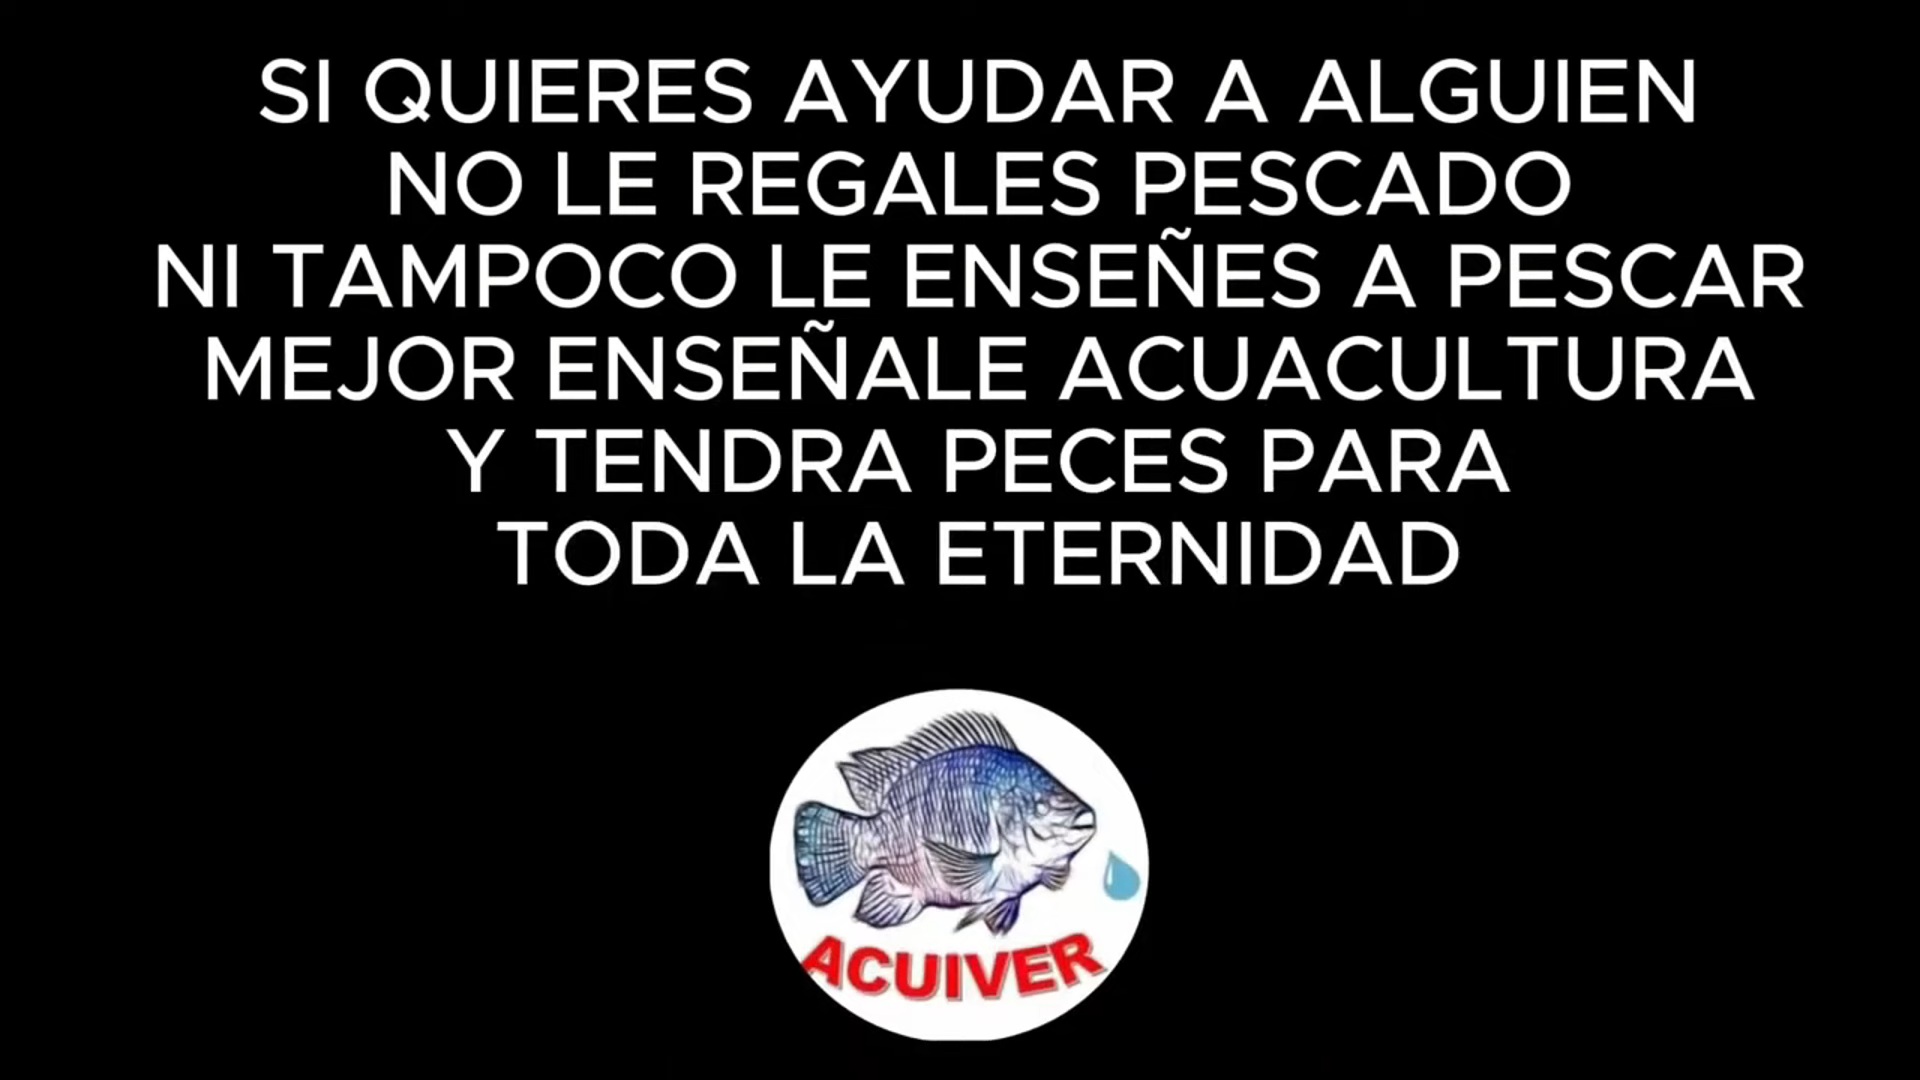 SI QUIERES AYUDAR A ALGUIEN
NO LE REGALES PESCADO
NI TAMPOCO LE ENSEÑES A PESCAR
MEJOR ENSEÑALE ACUACULTURA
Y TENDRA PECES PARA
TODA LA ETERNIDAD
ACUIVER